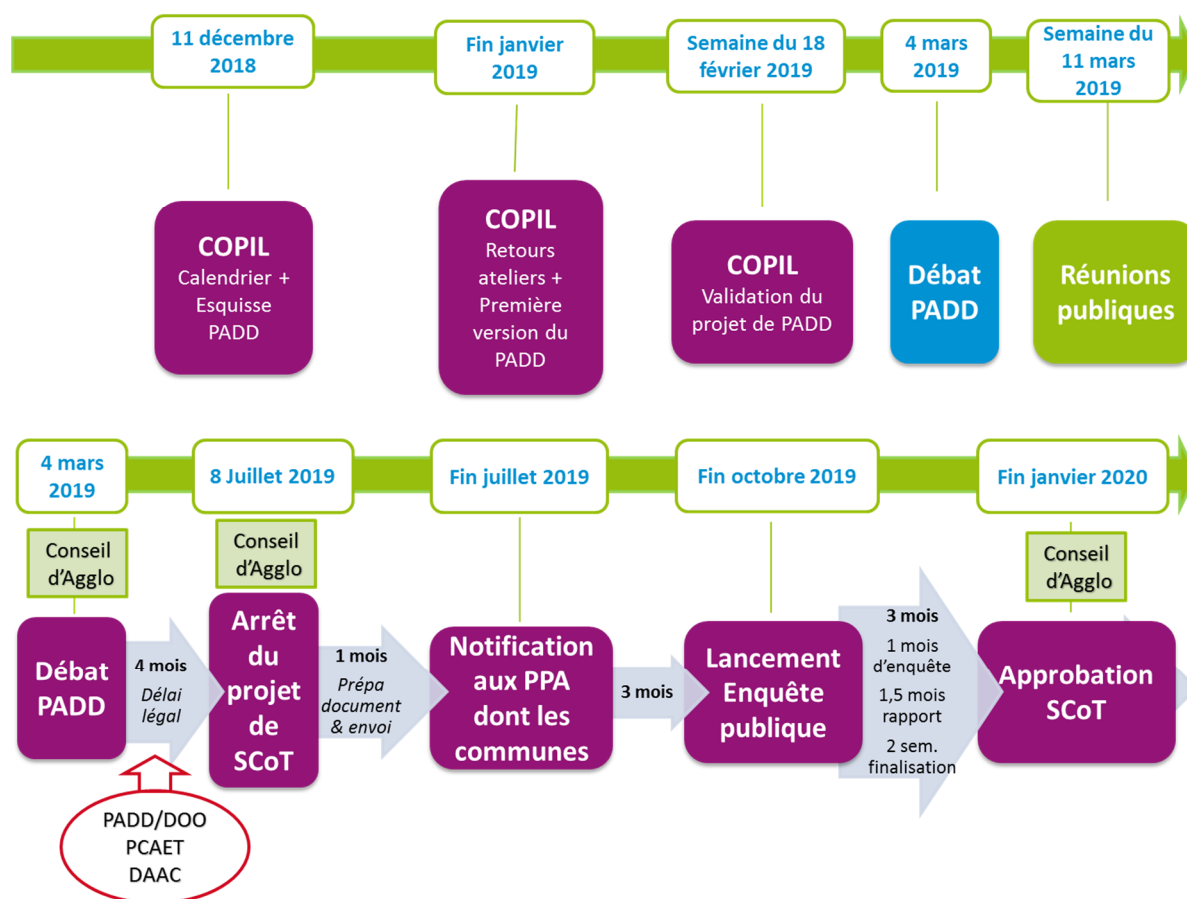 11 décembre
2018
Fin janvier
2019
Semaine du 18
février 2019
4 mars
2019
Semaine du
11 mars
2019
COPIL
Calendrier +
Esquisse
PADD
COPIL
Retours
ateliers +
Première
version du
PADD
COPIL
Validation du
projet de PADD
Débat
PADD
Réunions
publiques
4 mars
2019
8 Juillet 2019
Fin juillet 2019
Fin octobre 2019
Fin janvier 2020
Conseil
d'Agglo
Conseil
d'Agglo
Conseil
d'Agglo
Débat
PADD
4 mois
Délai
légal
Arrêt
du
projet
de
SCoT
1 mois
Prépa
document
& envoi
Notification
aux PPA
dont les
communes
3 mois
Lancement
Enquête
publique
3 mois
1 mois
d'enquête
1,5 mois
rapport
2 sem.
finalisation
Approbation
SCoT
PADD/DOO
PCAET
DAAC